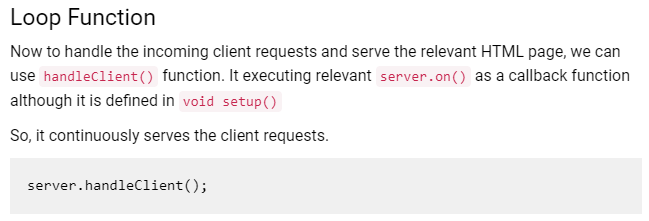 Loop Function
Now to handle the incoming client requests and serve the relevant HTML page, we can
use handleClient() function. It executing relevant server.on() as a callback function
although it is defined in void setup()
So, it continuously serves the client requests.
server.handleClient();